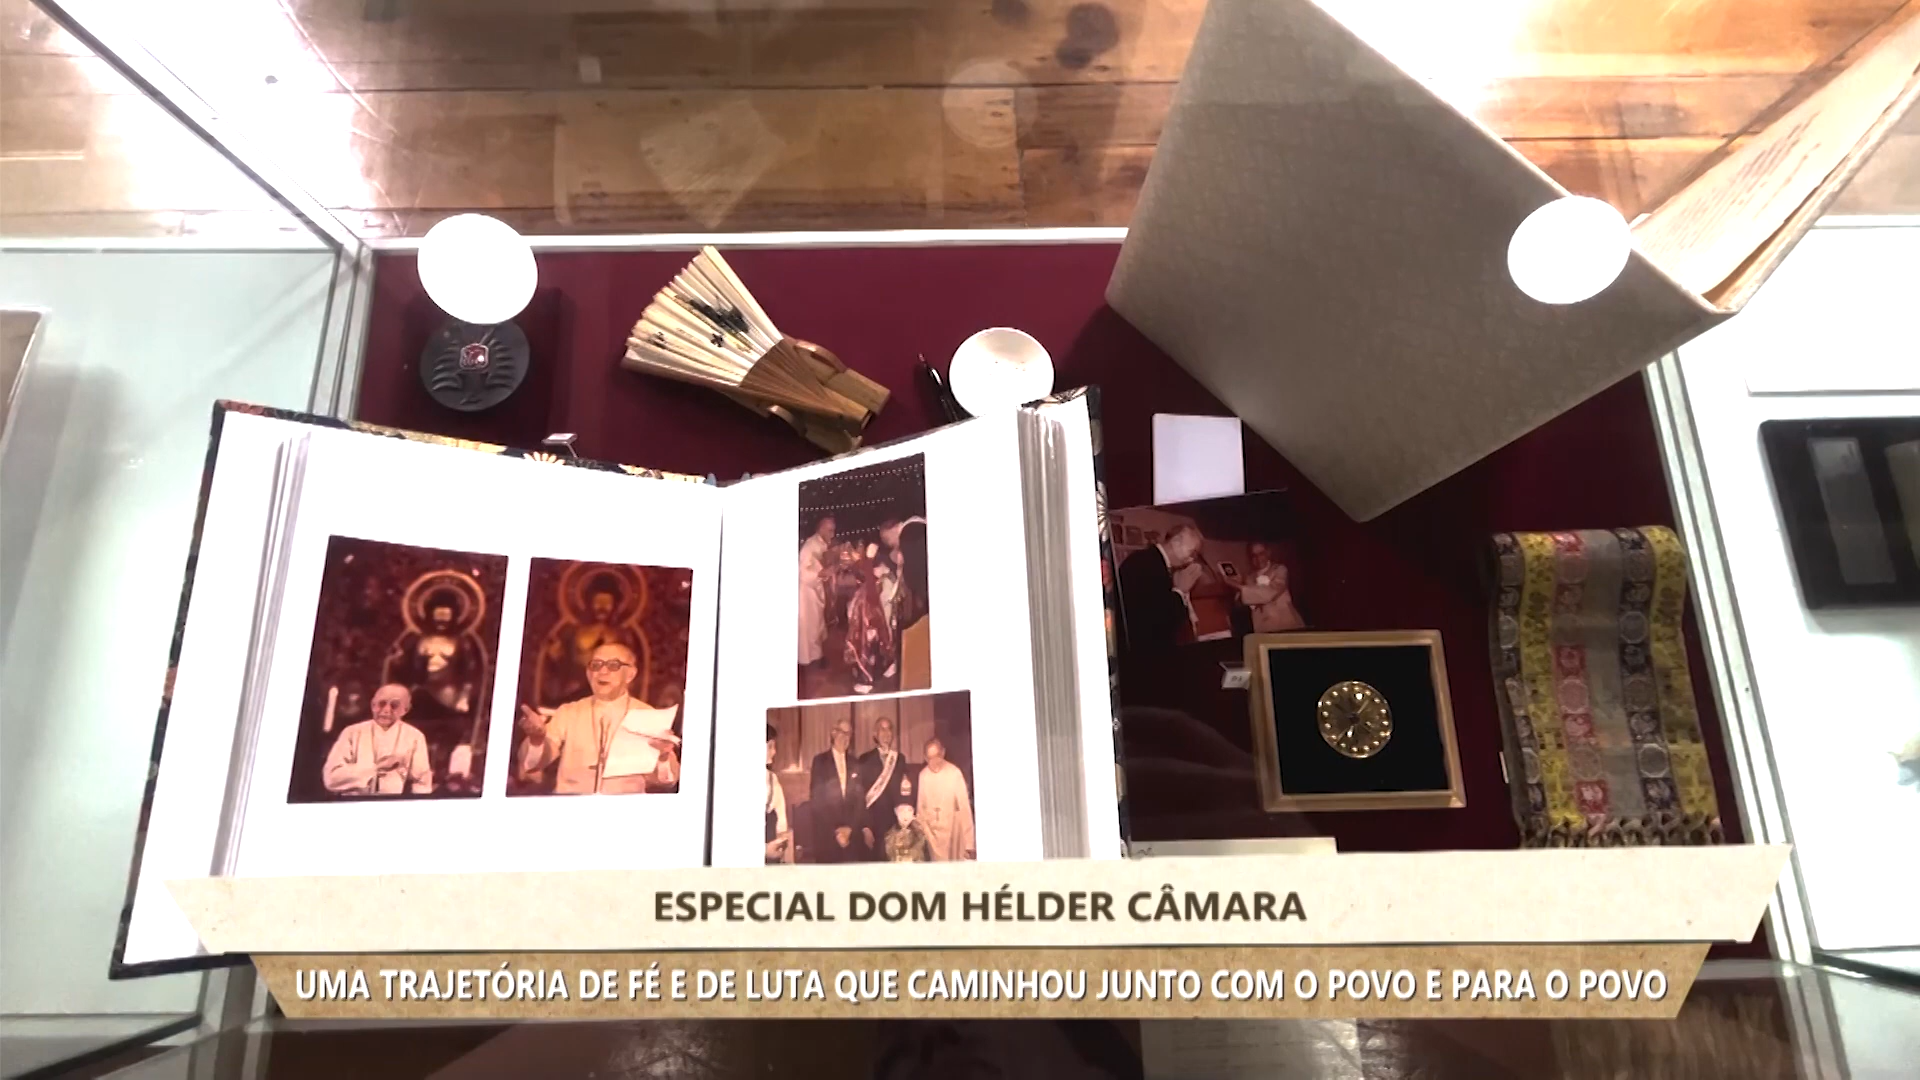 ESPECIAL DOM HÉLDER CÂMARA
UMA TRAJETÓRIA DE FÉ E DE LUTA QUE CAMINHOU JUNTO COM O POVO E PARA O POVO